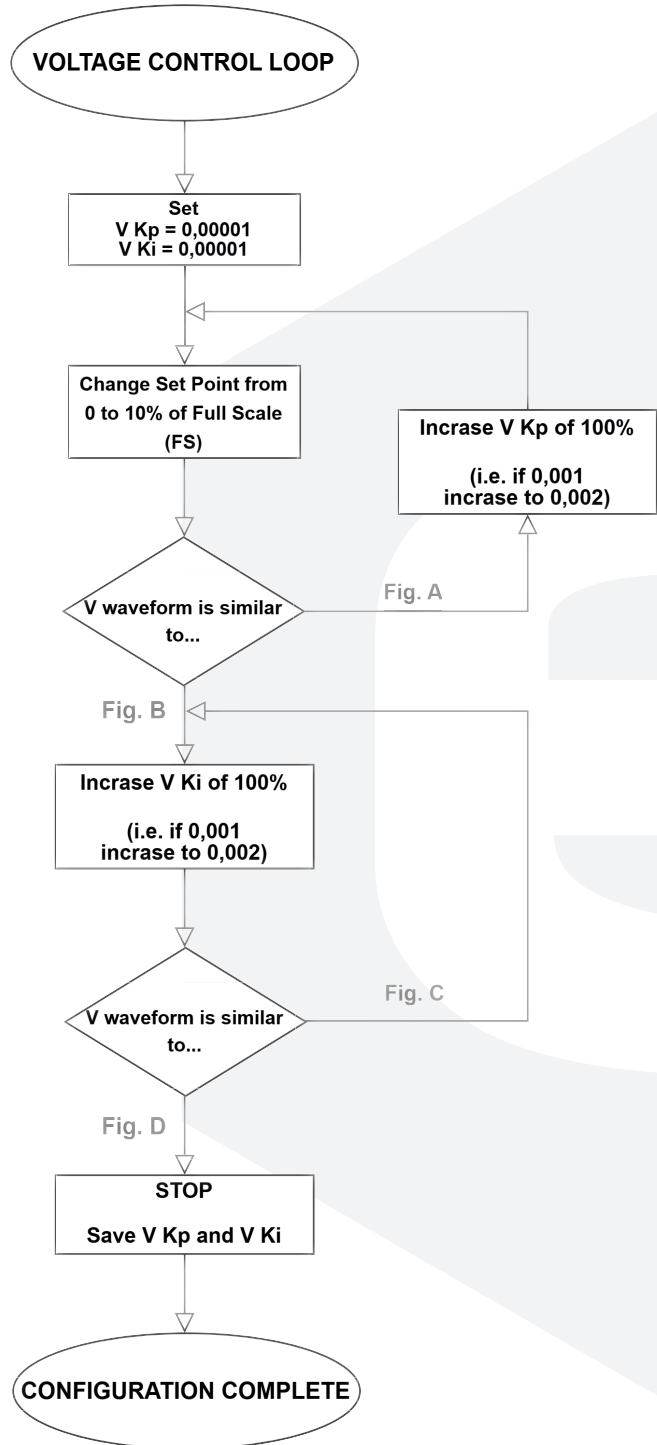 VOLTAGE CONTROL LOOP
Set
V Kp = 0,00001
V Ki = 0,00001
Change Set Point from
0 to 10% of Full Scale
(FS)
Incrase V Kp of 100%
(i.e. if 0,001
incrase to 0,002)
V waveform is similar
to...
Fig. A
Fig. B
Incrase V Ki of 100%
(i.e. if 0,001
incrase to 0,002)
V waveform is similar
to...
Fig. C
Fig. D
STOP
Save V Kp and V Ki
CONFIGURATION COMPLETE